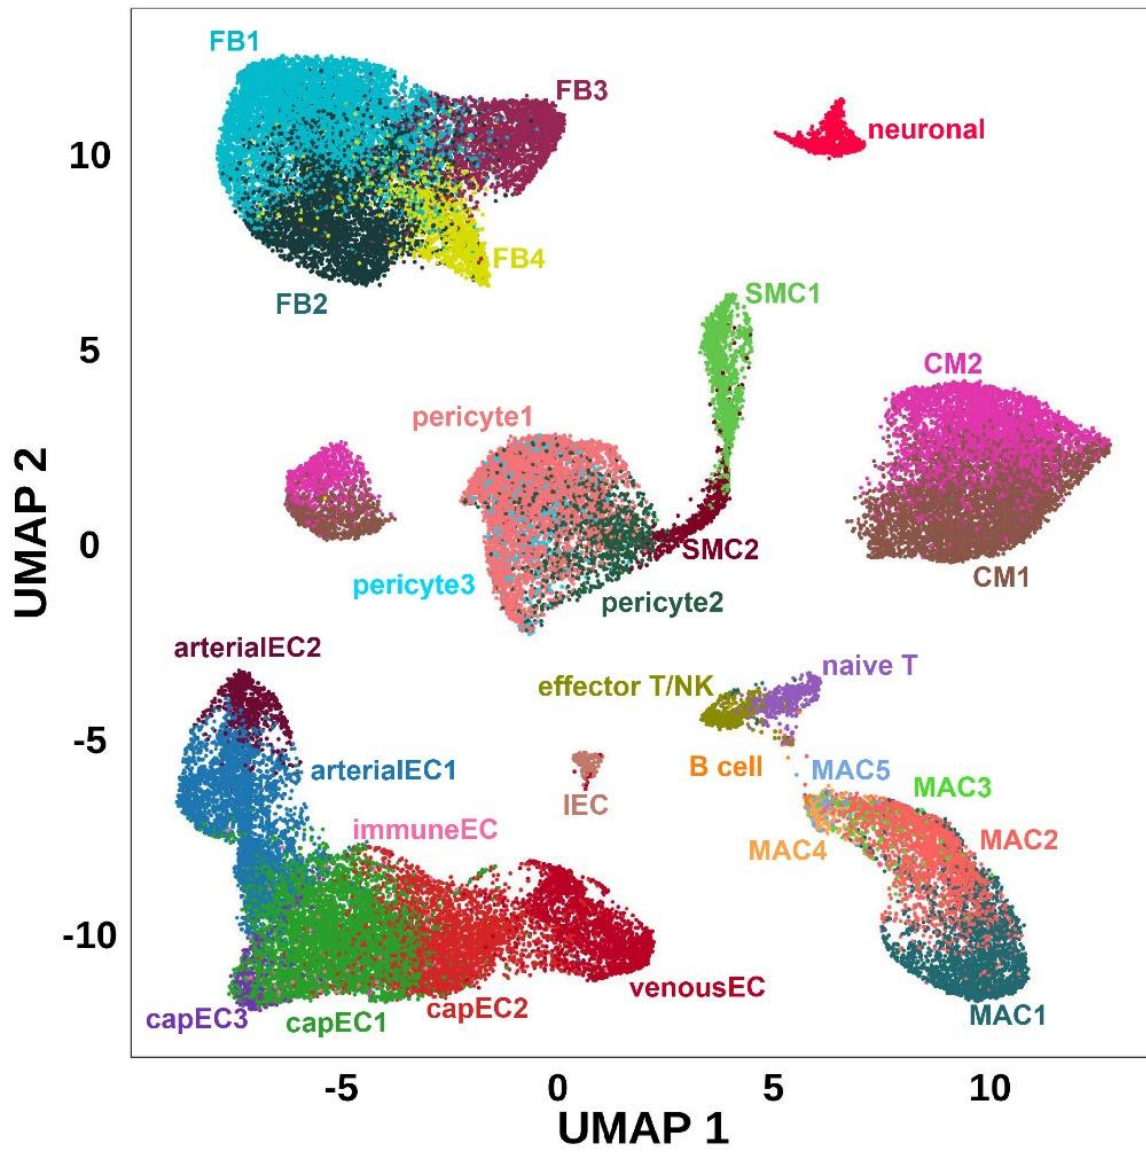 FB1
FB3
neuronal
10
FB4
FB2
SMC1
5
CM2
pericyte1
UMAP 2
0
SMC2
CM1
pericyte3
pericyte2
arterialEC2
naive T
effector T/NK
-5
arterialEC1
B cell
MAC5
MAC3
IEC
immuneEC
MAC2
MAC4
-10
venousEC
capEC2
capEC3
capEC1
MAC1
-5 0 5 10
UMAP 1